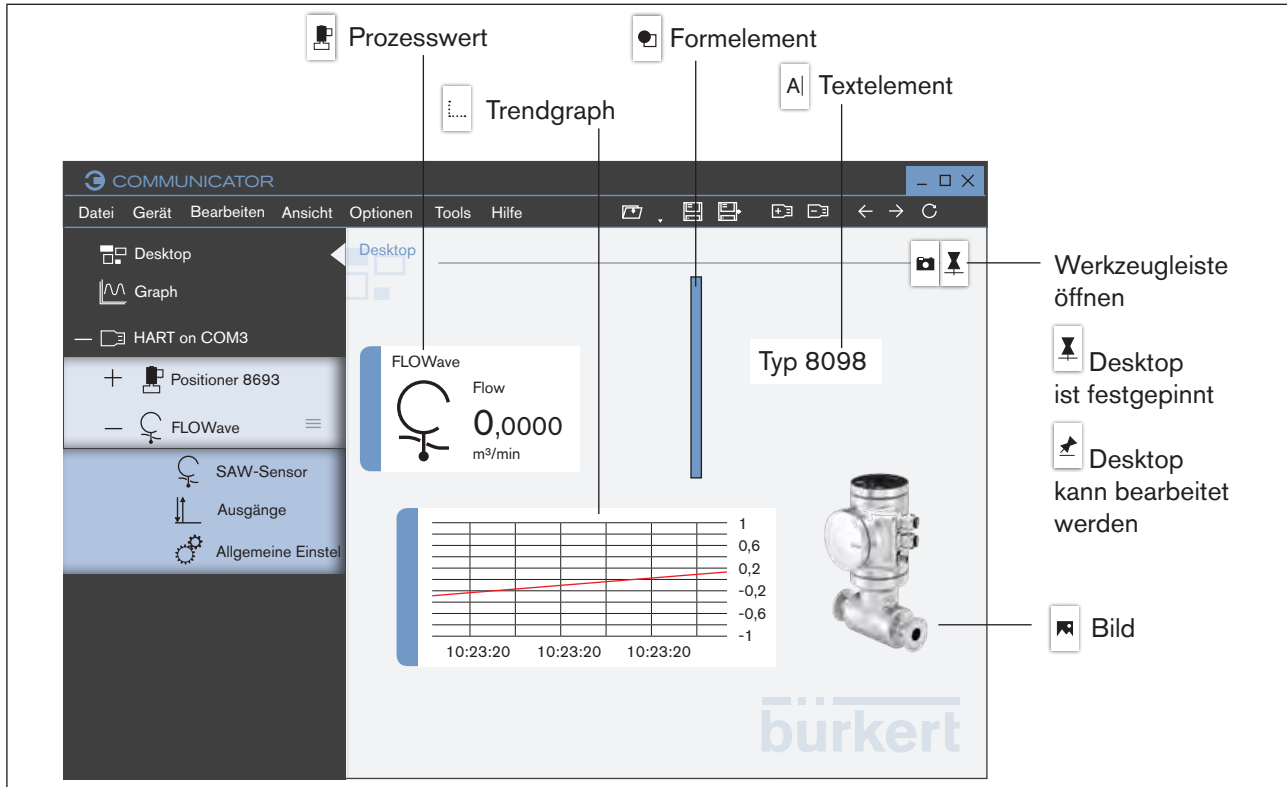 Prozesswert
Formelement
A| Textelement
Trendgraph
COMMUNICATOR
Datei Gerät Bearbeiten Ansicht Optionen Tools Hilfe
Desktop
Graph
HART on COM3
Positioner 8693
FLOWave
SAW-Sensor
Ausgänge
Allgemeine Einstel
Desktop
FLOWave
Flow
0,0000
m³/min
Typ 8098
1
0,6
0,2
-0,2
-0,6
-1
10:23:20 10:23:20 10:23:20
bürkert
Werkzeugleiste
öffnen
Desktop
ist festgepinnt
Desktop
kann bearbeitet
werden
Bild